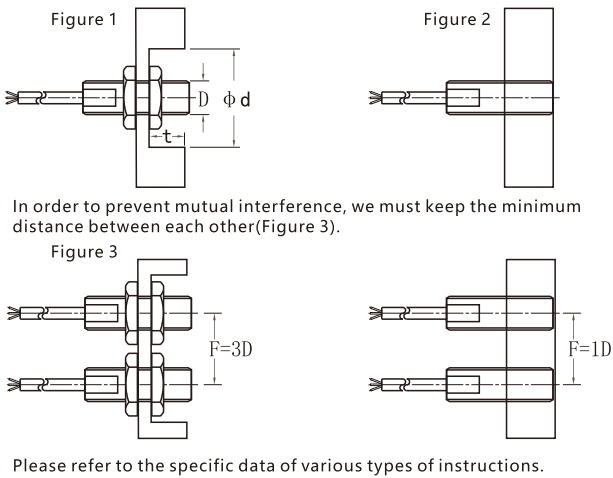 Figure 1
Figure 2
D
Φ d
t
In order to prevent mutual interference, we must keep the minimum
distance between each other(Figure 3).
Figure 3
F=3D
F=1D
Please refer to the specific data of various types of instructions.